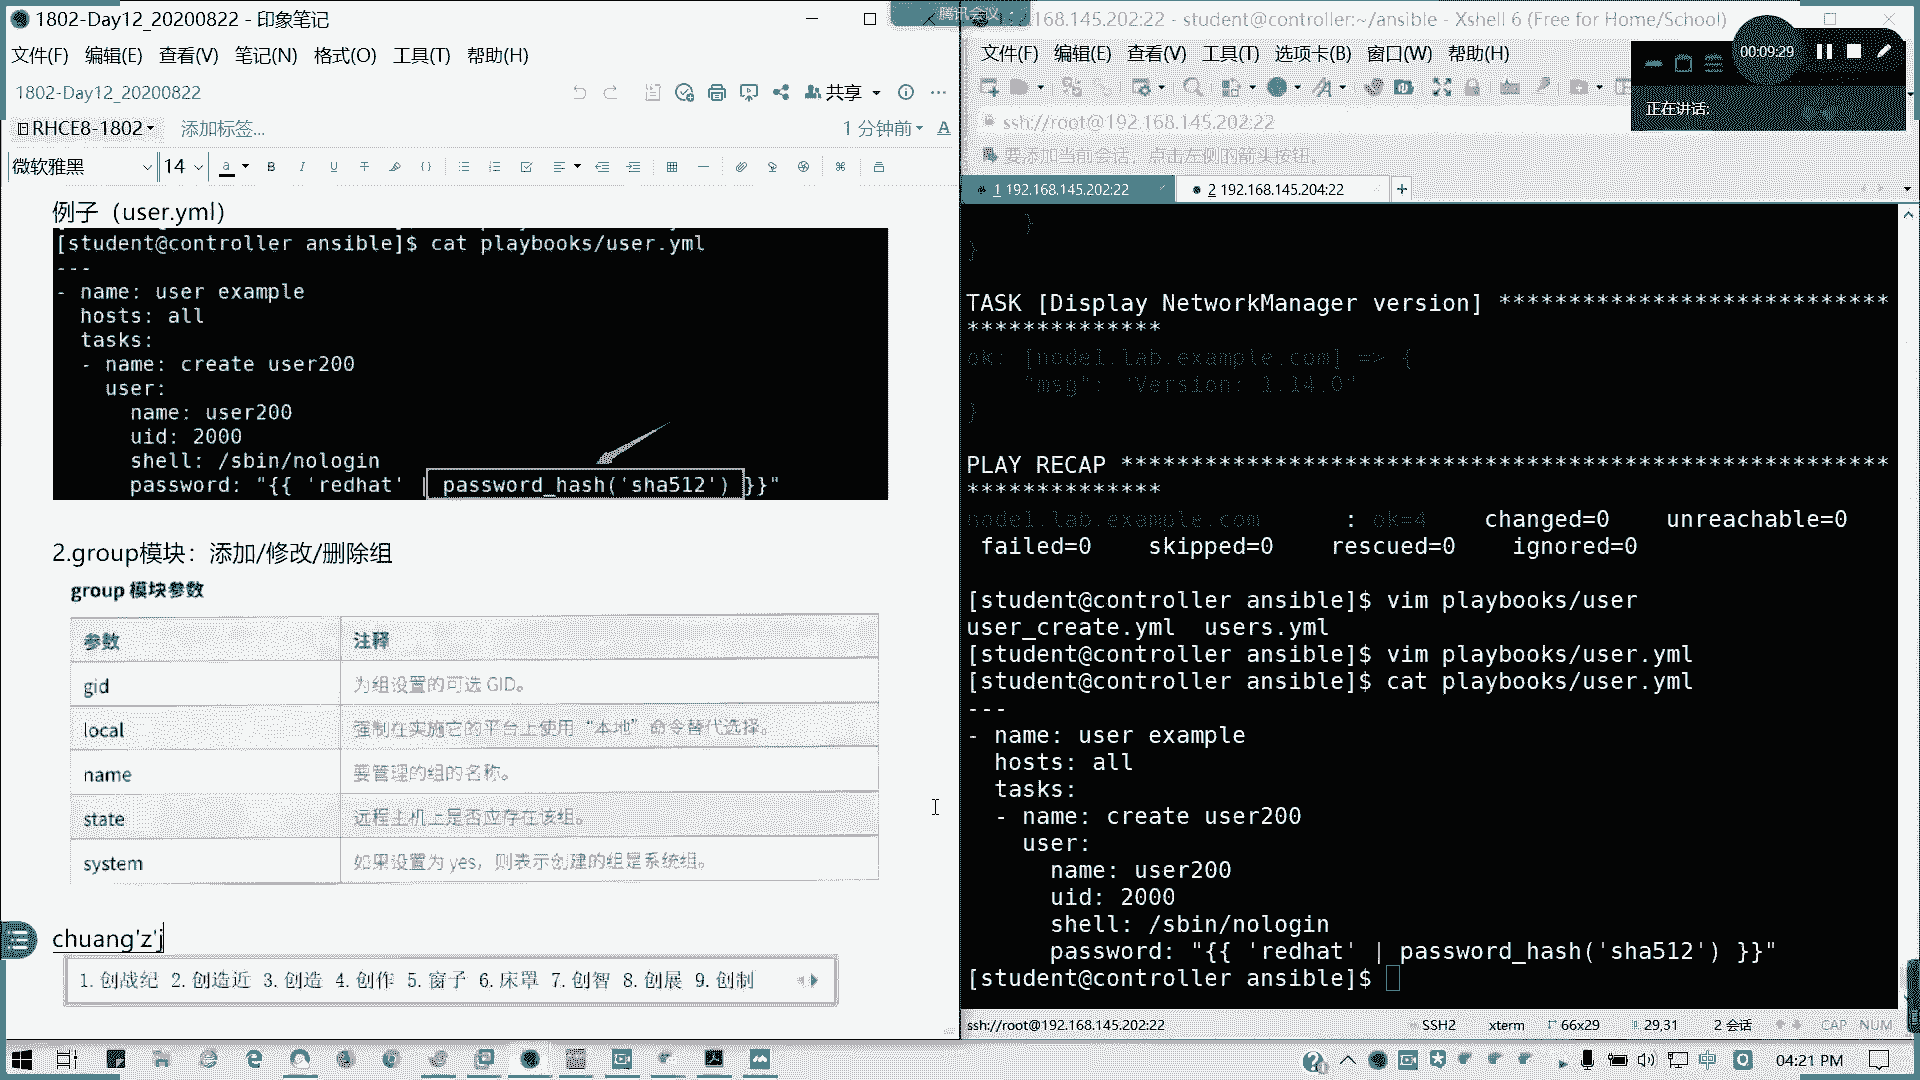 1802-Day12_20200822 - 印象笔记
文件(F) 编辑(E) 查看(V) 笔记(N) 格式(O) 工具(T) 帮助(H)
1802-Day12_20200822
共享
RHCE8-1802 添加标签...
1 分钟前
微软雅黑 14
例子（user.yml）
[student@controller ansible]$ cat playbooks/user.yml
---
- name: user example
hosts: all
tasks:
- name: create user200
user:
name: user200
uid: 2000
shell: /sbin/nologin
password: "{{ 'redhat' | password_hash('sha512') }}"
2.group模块：添加/修改/删除组
group 模块参数
参数 注释
gid 为组设置的可选 GID。
local 强制在实施它的平台上使用“本地”命令替代选择。
name 要管理的组的名称。
state 远程主机上是否应存在该组。
system 如果设置为 yes，则表示创建的组是系统组。
chuang'z'j
1.创战纪 2.创造近 3.创造 4.创作 5.窗子 6.床罩 7.创智 8.创展 9.创制
腾讯会议
168.145.202:22 - student@controller:~/ansible - Xshell 6 (Free for Home/School)
文件(F) 编辑(E) 查看(V) 工具(T) 选项卡(B) 窗口(W) 帮助(H)
00:09:29
正在讲话:
ssh://root@192.168.145.202:22
要添加当前会话，点击左侧的箭头按钮。
1 192.168.145.202:22
2 192.168.145.204:22
}
}
TASK [Display NetworkManager version] ****************************
**************
ok: [node1.lab.example.com] => {
"msg": "Version: 1.14.0"
}
PLAY RECAP *******************************************************
**************
node1.lab.example.com : ok=4 changed=0 unreachable=0
failed=0 skipped=0 rescued=0 ignored=0
[student@controller ansible]$ vim playbooks/user
user_create.yml users.yml
[student@controller ansible]$ vim playbooks/user.yml
[student@controller ansible]$ cat playbooks/user.yml
---
- name: user example
hosts: all
tasks:
- name: create user200
user:
name: user200
uid: 2000
shell: /sbin/nologin
password: "{{ 'redhat' | password_hash('sha512') }}"
[student@controller ansible]$
ssh://root@192.168.145.202:22
SSH2 xterm 66x29 29,31 2 会话 CAP NUM
中
04:21 PM